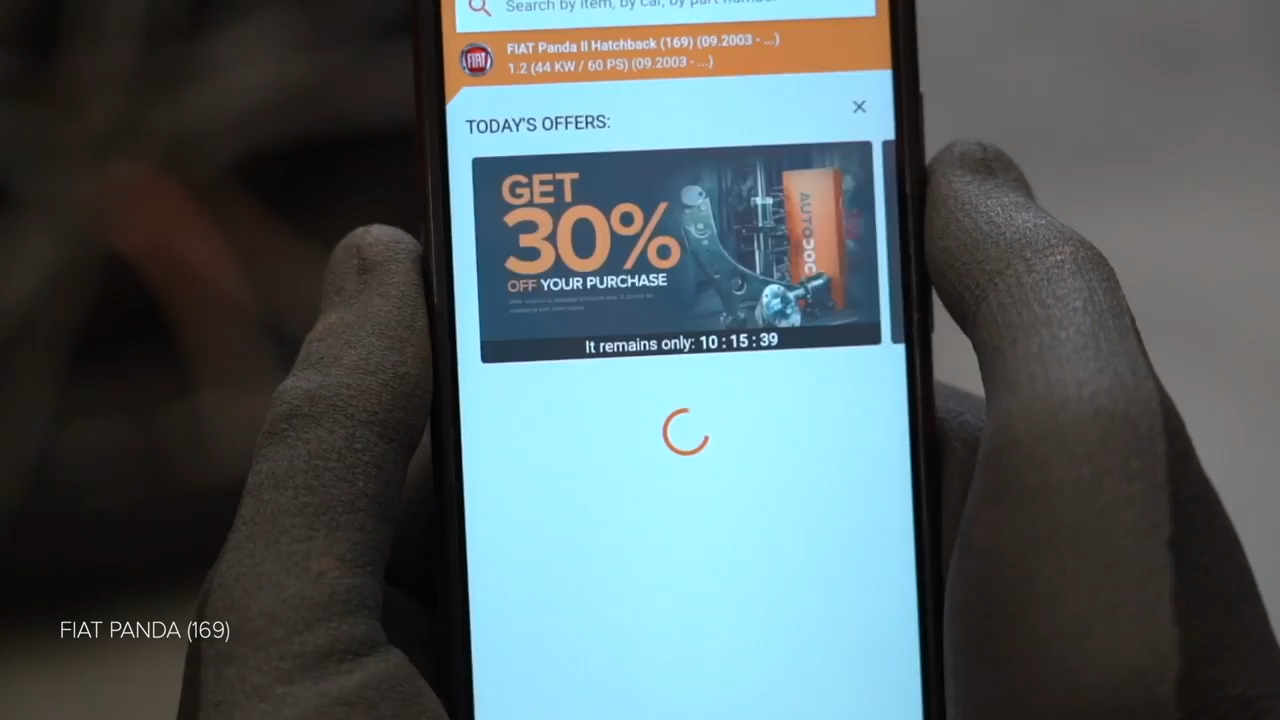 Search by item, by car, by part number
FIAT
FIAT Panda II Hatchback (169) (09.2003 - ...)
1.2 (44 KW / 60 PS) (09.2003 - ...)
TODAY'S OFFERS:
GET
30%
OFF YOUR PURCHASE
AUTODOC
It remains only: 10 : 15 : 39
FIAT PANDA (169)